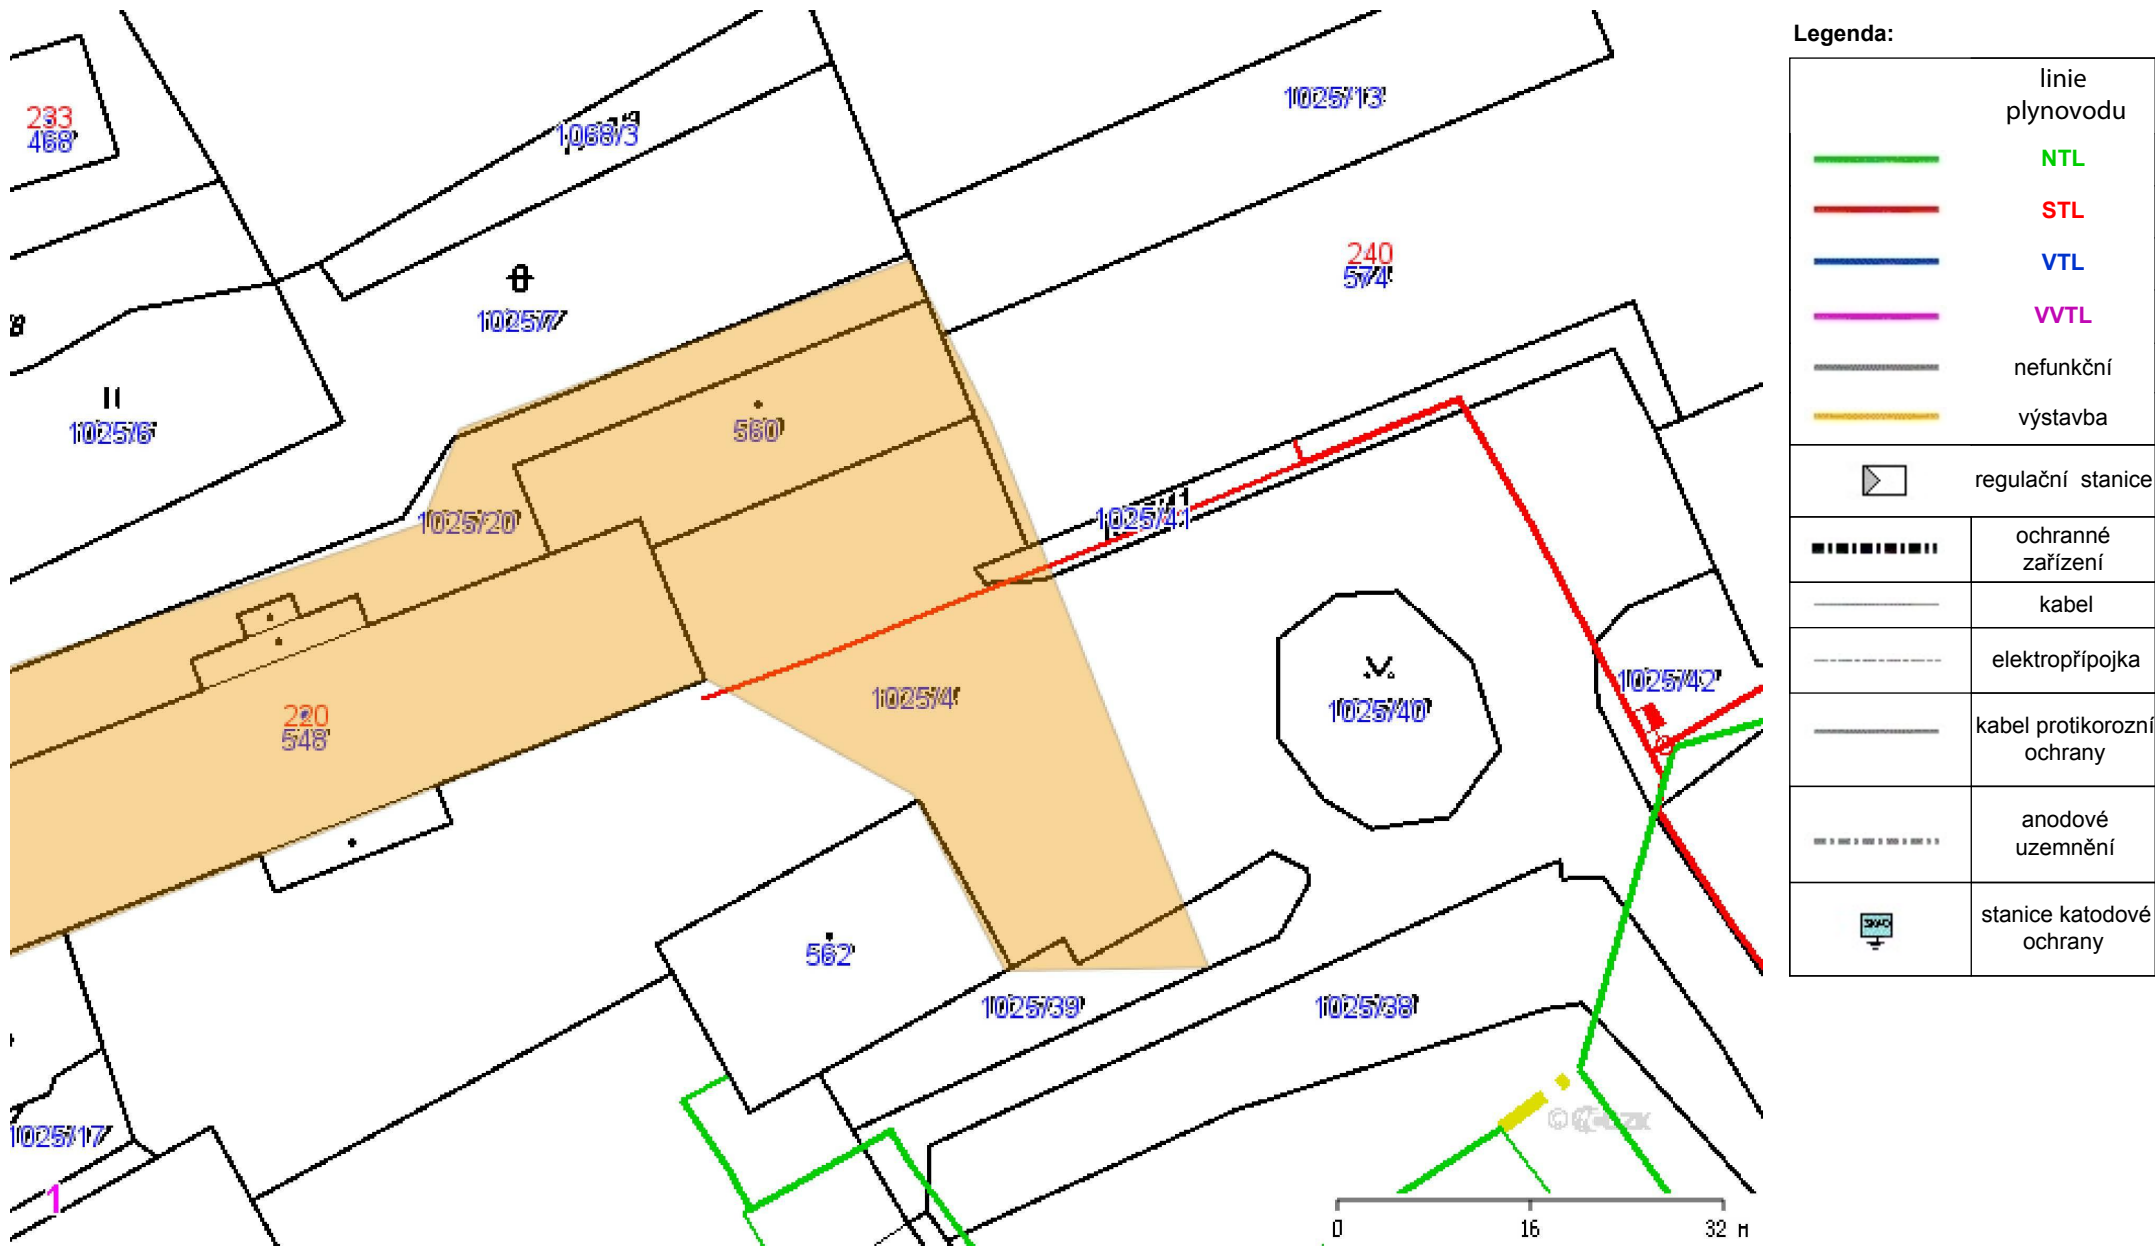 233
468
1068/3
1025/13
240
574
1025/7
1025/6
560
1025/20
1025/41
220
548
1025/4
1025/40
1025/42
562
1025/39
1025/38
1025/17
1
0 16 32 м
Legenda:
linie
plynovodu
NTL
STL
VTL
VVTL
nefunkční
výstavba
regulační stanice
ochranné
zařízení
kabel
elektropřípojka
kabel protikorozní
ochrany
anodové
uzemnění
stanice katodové
ochrany